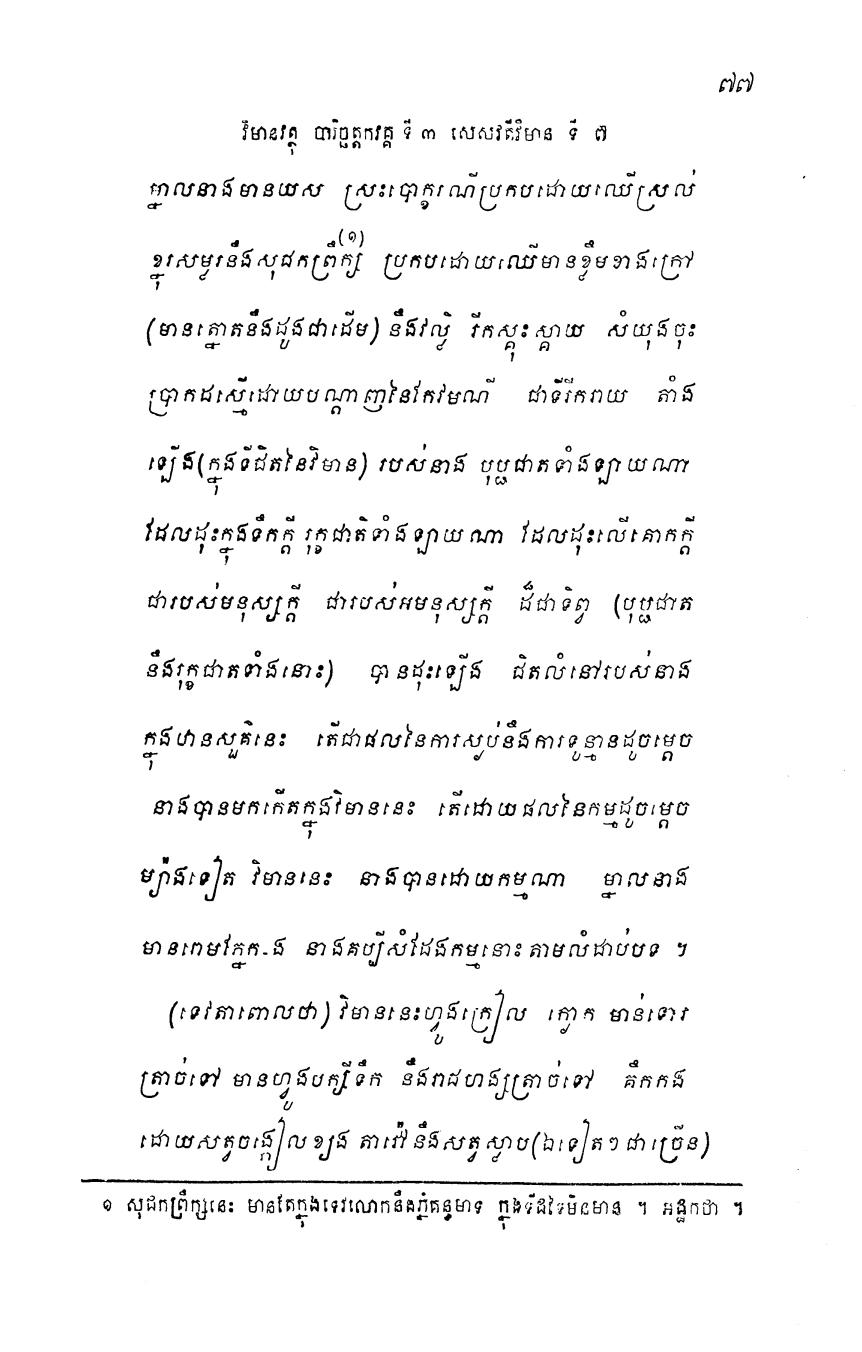 ៧៧
វិមានវត្ថុ បារិច្ឆត្តកវគ្គ ទី ៣ សេសវតីវិមាន ទី ៧
ម្នាលនាងមានយស ស្រះបោក្ខរណីប្រកបដោយឈើស្រល់
ខ្នុរសម្ងរនឹងសុជកព្រឹក្ស(១) ប្រកបដោយឈើមានខ្លឹមខាងក្រៅ
(មានត្នោតនឹងដូងជាដើម) នឹងវល្លិ រីកស្គុះស្គាយ សំយុងចុះ
ប្រាកដស្មើដោយបណ្តាញនៃកែវមណី ជាទីរីករាយ តាំង
ឡើង(ក្នុងទីជិតនៃវិមាន) របស់នាង បុប្ផជាតទាំងឡាយណា
ដែលដុះក្នុងទឹកក្តី រុក្ខជាតិទាំងឡាយណា ដែលដុះលើគោកក្តី
ជារបស់មនុស្សក្តី ជារបស់អមនុស្សក្តី ដ៏ជាទិព្វ (បុប្ផជាត
នឹងរុក្ខជាតទាំងនោះ) បានដុះឡើង ជិតលំនៅរបស់នាង
ក្នុងឋានសួគិនេះ តើជាផលនៃការស្ងប់នឹងការទូន្មានដូចម្តេច
នាងបានមកកើតក្នុងវិមាននេះ តើដោយផលនៃកម្មដូចម្តេច
ម្យ៉ាងទៀត វិមាននេះ នាងបានដោយកម្មណា ម្នាលនាង
មានរោមភ្នែកង នាងគប្បីសំដែងកម្មនោះ តាមលំដាប់បទ ។
(ទេវតាពោលថា) វិមាននេះហ្វូងក្រៀល ក្ងោក មាន់ទោរ
ត្រាច់ទៅ មានហ្វូងបក្សីទឹក នឹងរាជហង្សត្រាច់ទៅ គឹកកង
ដោយសត្វចង្កៀលខ្យង តាវ៉ៅ នឹងសត្វស្លាប(ឯទៀតៗជាច្រើន)
១ សុជកព្រឹក្សនេះ មានតែក្នុងទេវលោកនឹងភ្នំគន្ធមាទ ក្នុងទីដទៃមិនមាន ។ អដ្ឋកថា ។